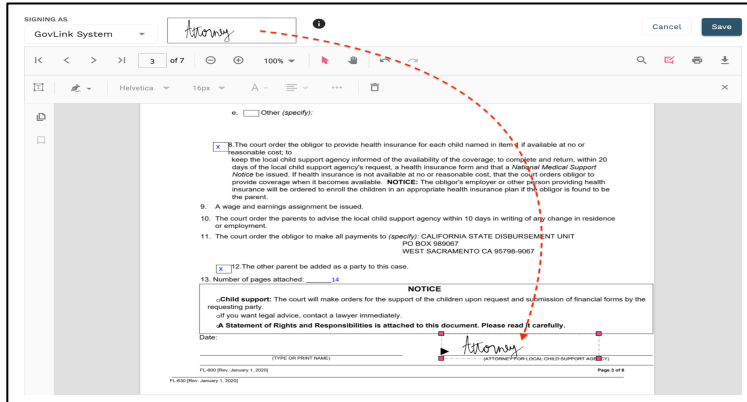 SIGNING AS
GovLink System
Attorney
Cancel
Save
3 of 7
100%
Helvetica
16px
e. Other (specify):
x 8.The court order the obligor to provide health insurance for each child named in item 1 if available at no or
reasonable cost; to
keep the local child support agency informed of the availability of the coverage; to complete and return, within 20
days of the local child support agency's request, a health insurance form and that a National Medical Support
Notice be issued. If health insurance is not available at no or reasonable cost, that the court orders obligor to
provide coverage when it becomes available. NOTICE: The obligor's employer or other person providing health
insurance will be ordered to enroll the children in an appropriate health insurance plan if the obligor is found to be
the parent.
9. A wage and earnings assignment be issued.
10. The court order the parents to advise the local child support agency within 10 days in writing of any change in residence
or employment.
11. The court order the obligor to make all payments to (specify): CALIFORNIA STATE DISBURSEMENT UNIT
PO BOX 989067
WEST SACRAMENTO CA 95798-9067
x 12.The other parent be added as a party to this case.
13. Number of pages attached: 14
NOTICE
oChild support: The court will make orders for the support of the children upon request and submission of financial forms by the
requesting party.
oIf you want legal advice, contact a lawyer immediately.
oA Statement of Rights and Responsibilities is attached to this document. Please read it carefully.
Date:
Attorney
(TYPE OR PRINT NAME)
(ATTORNEY FOR LOCAL CHILD SUPPORT AGENCY)
FL-600 [Rev. January 1, 2020]
Page 3 of 6
FL-630 [Rev. January 1, 2020]